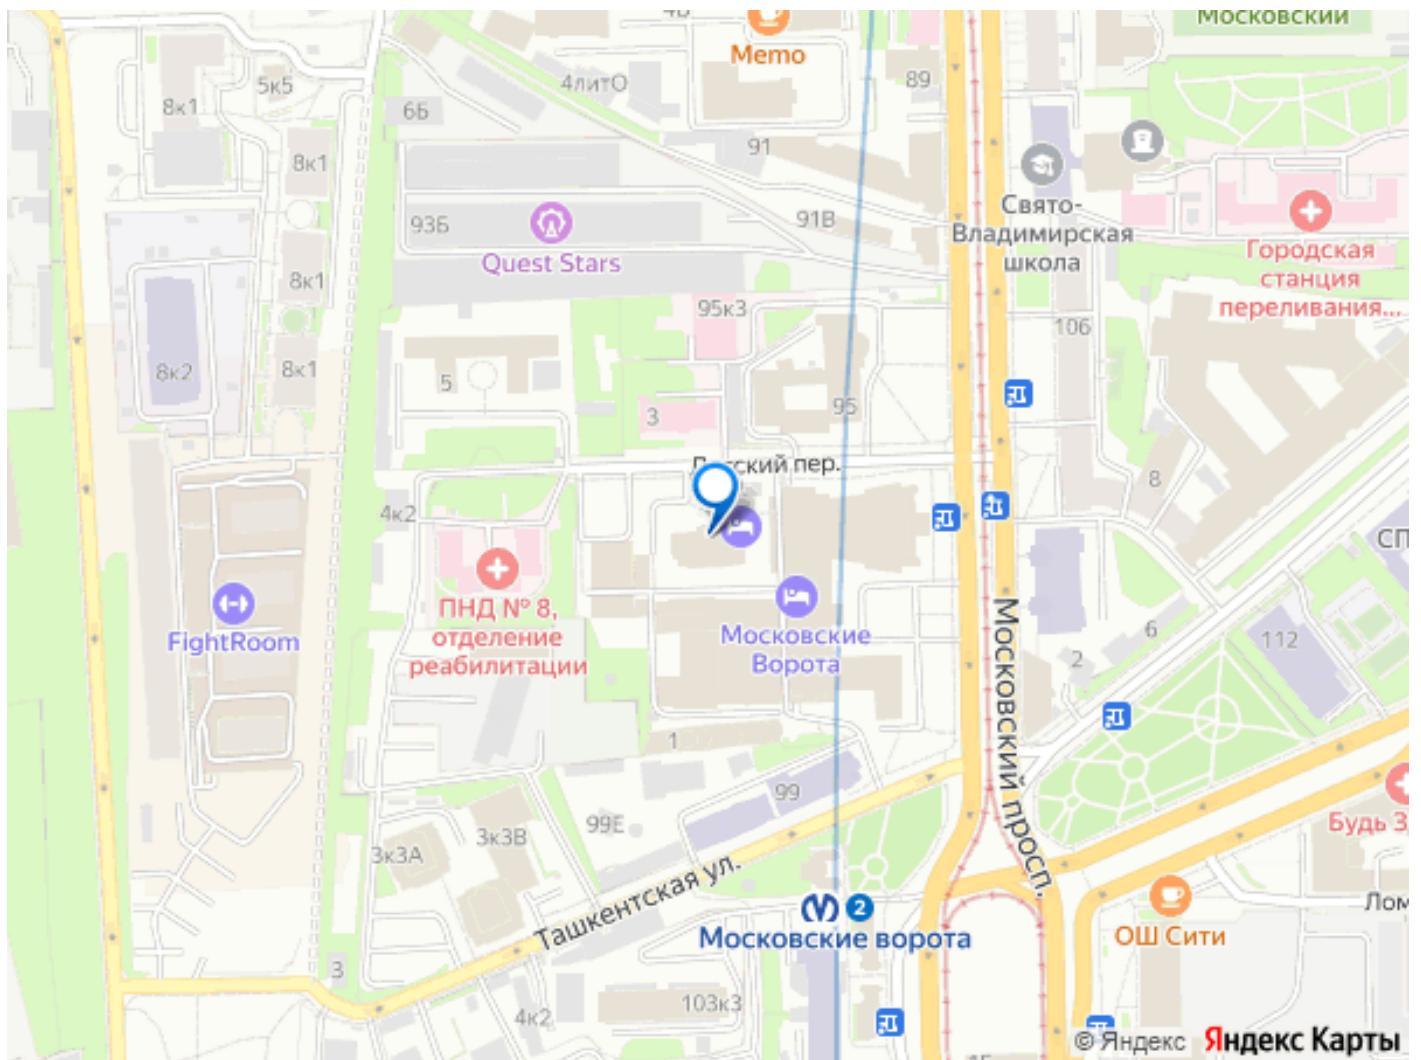 4Б
Московский
Memo
5к5
8к1
6Б
4литО
89
91
8к1
93Б
91В
Свято-
Владимирская
школа
Городская
станция
переливания...
Quest Stars
8к1
95к3
106
8к2
8к1
5
3
95
пер.
8
4к2
СП
ПНД № 8,
отделение
реабилитации
FightRoom
Московские
Ворота
Московский просп.
6
112
2
1
99
99Е
3к3В
3к3А
Будь З
Ташкентская ул.
2
Московские ворота
ОШ Сити
Лом
3
103к3
4к2
© Яндекс Яндекс Карты